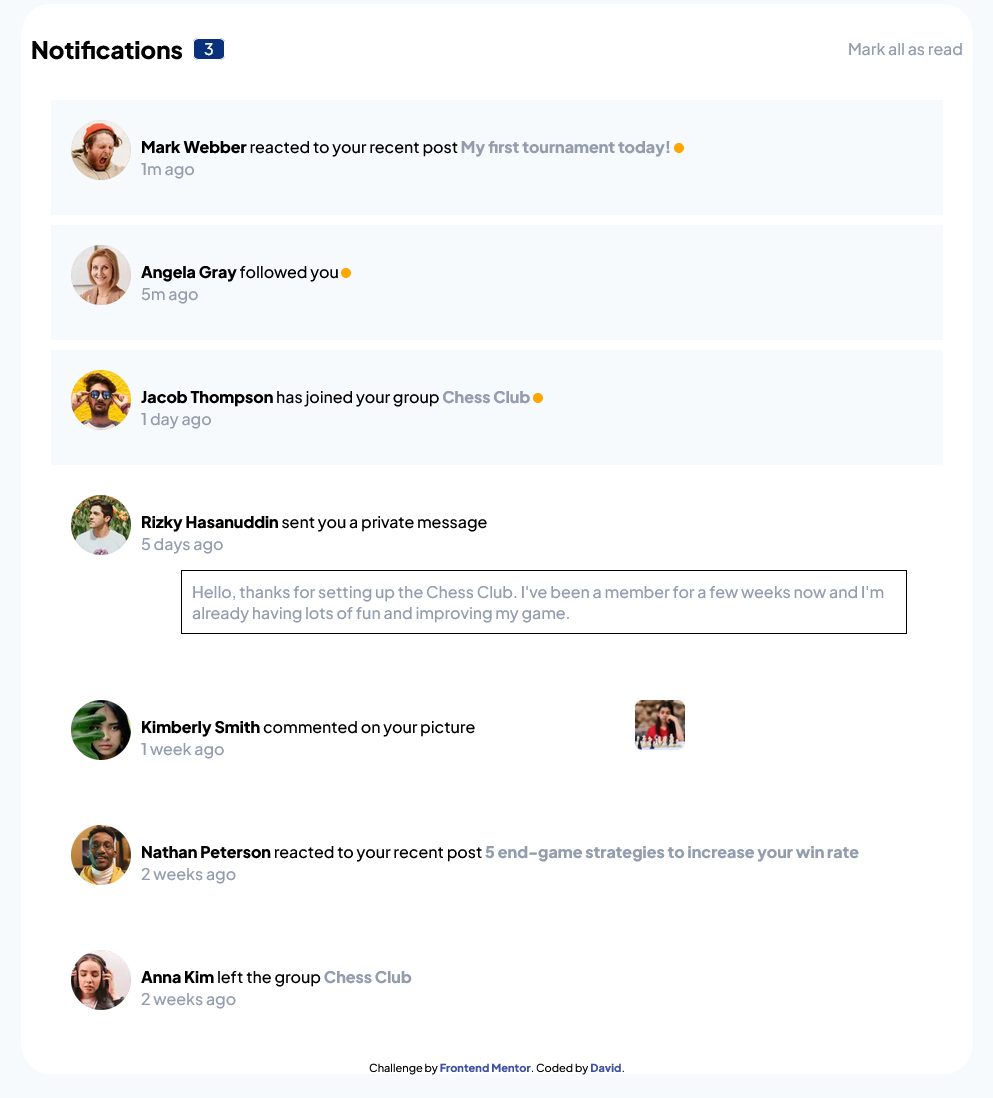 Notifications 3
Mark all as read
Mark Webber reacted to your recent post My first tournament today!
1m ago
Angela Gray followed you
5m ago
Jacob Thompson has joined your group Chess Club
1 day ago
Rizky Hasanuddin sent you a private message
5 days ago
Hello, thanks for setting up the Chess Club. I've been a member for a few weeks now and I'm
already having lots of fun and improving my game.
Kimberly Smith commented on your picture
1 week ago
Nathan Peterson reacted to your recent post 5 end-game strategies to increase your win rate
2 weeks ago
Anna Kim left the group Chess Club
2 weeks ago
Challenge by Frontend Mentor. Coded by David.